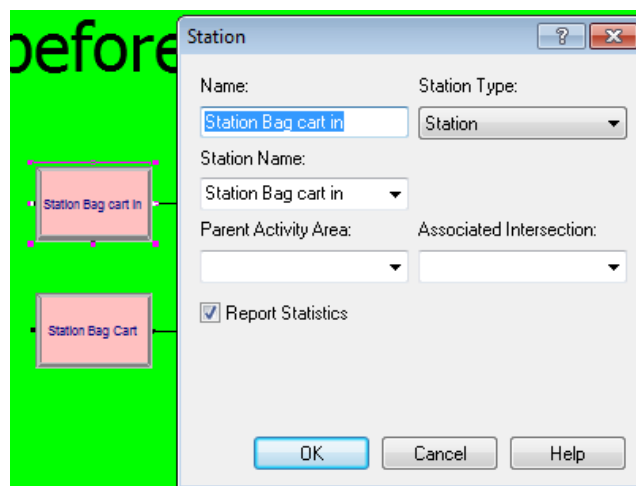 before
Station
Name:
Station Type:
Station Bag cart in
Station
Station Name:
Station Bag cart in
Station Bag cart in
Parent Activity Area:
Associated Intersection:
Report Statistics
Station Bag Cart
OK
Cancel
Help